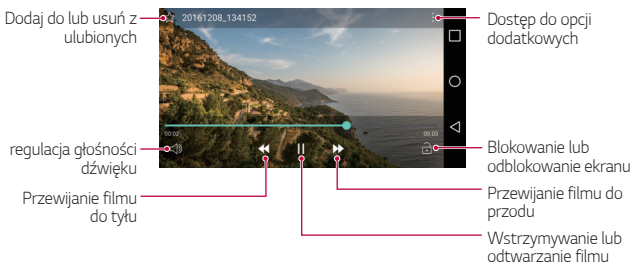 Dodaj do lub usuń z
ulubionych
20161208_134152
Dostęp do opcji
dodatkowych
00:02
00:03
regulacja głośności
dźwięku
Blokowanie lub
odblokowanie ekranu
Przewijanie filmu
do tyłu
Przewijanie filmu do
przodu
Wstrzymywanie lub
odtwarzanie filmu